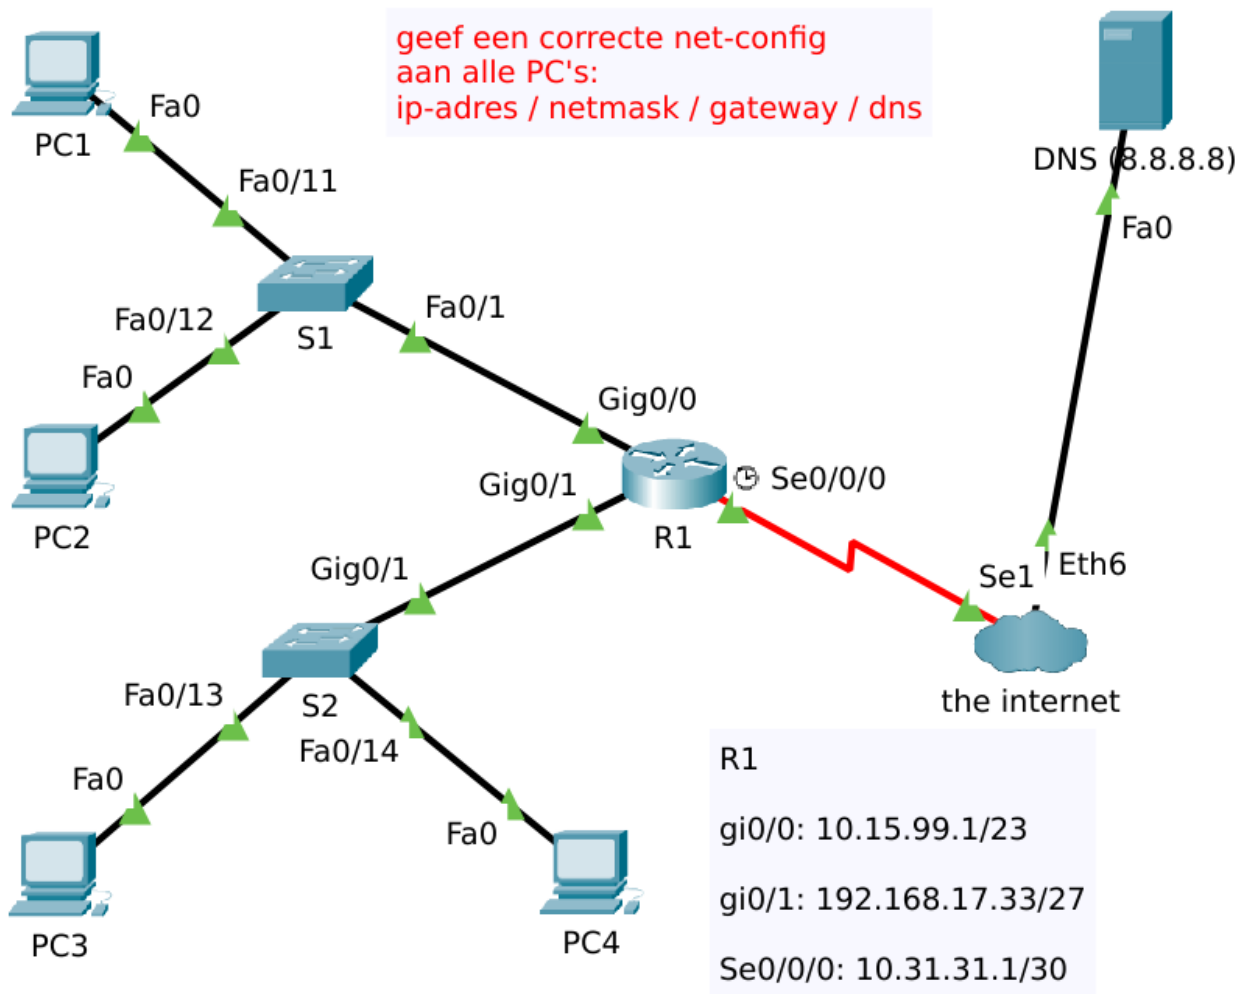 geef een correcte net-config
aan alle PC's:
ip-adres / netmask / gateway / dns
PC1
Fa0
Fa0/11
DNS (8.8.8.8)
Fa0
Fa0/12
S1
Fa0/1
Fa0
PC2
Gig0/0
Gig0/1
Se0/0/0
R1
Gig0/1
Se1
Eth6
the internet
Fa0/13
S2
Fa0/14
Fa0
Fa0
PC3
PC4
R1
gi0/0: 10.15.99.1/23
gi0/1: 192.168.17.33/27
Se0/0/0: 10.31.31.1/30